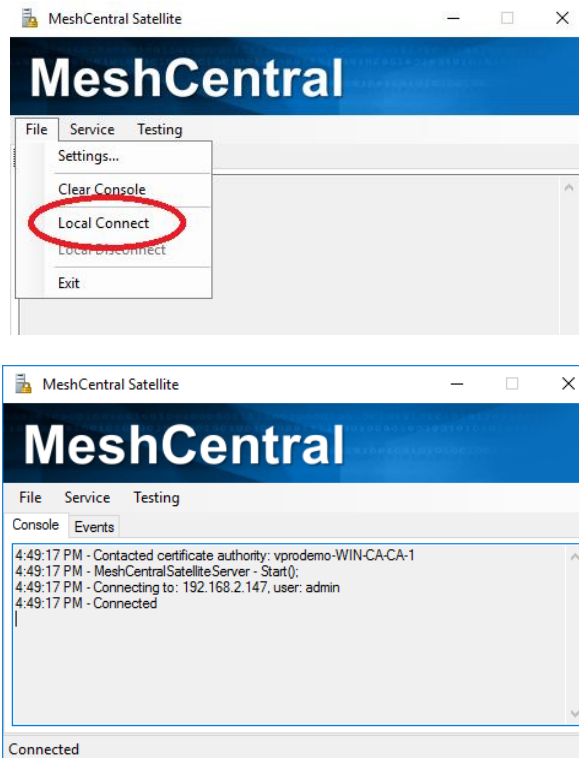 MeshCentral Satellite
MeshCentral
File Service Testing
Settings...
Clear Console
Local Connect
Local Disconnect
Exit
MeshCentral Satellite
MeshCentral
File Service Testing
Console Events
4:49:17 PM - Contacted certificate authority: vprodemo-WIN-CA-CA-1
4:49:17 PM - MeshCentralSatelliteServer - Start();
4:49:17 PM - Connecting to: 192.168.2.147, user: admin
4:49:17 PM - Connected
Connected